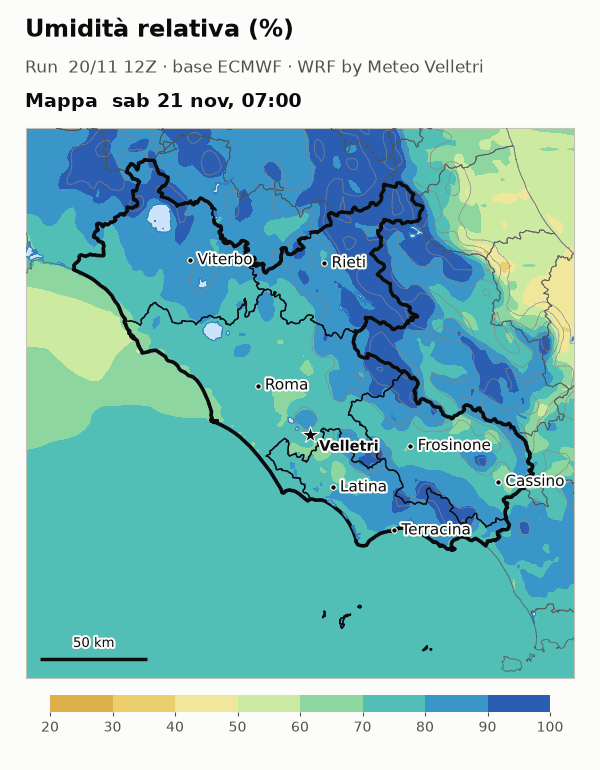 Umidità relativa (%)
Run  20/11 12Z · base ECMWF · WRF by Meteo Velletri
Mappa  sab 21 nov, 07:00
Viterbo
Rieti
Roma
Velletri
Frosinone
Cassino
Latina
Terracina
50 km
20 30 40 50 60 70 80 90 100